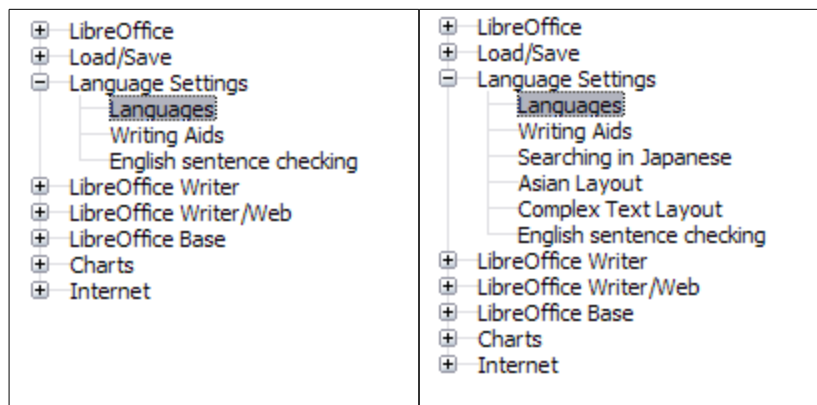 LibreOffice
Load/Save
Language Settings
Languages
Writing Aids
English sentence checking
LibreOffice Writer
LibreOffice Writer/Web
LibreOffice Base
Charts
Internet
LibreOffice
Load/Save
Language Settings
Languages
Writing Aids
Searching in Japanese
Asian Layout
Complex Text Layout
English sentence checking
LibreOffice Writer
LibreOffice Writer/Web
LibreOffice Base
Charts
Internet